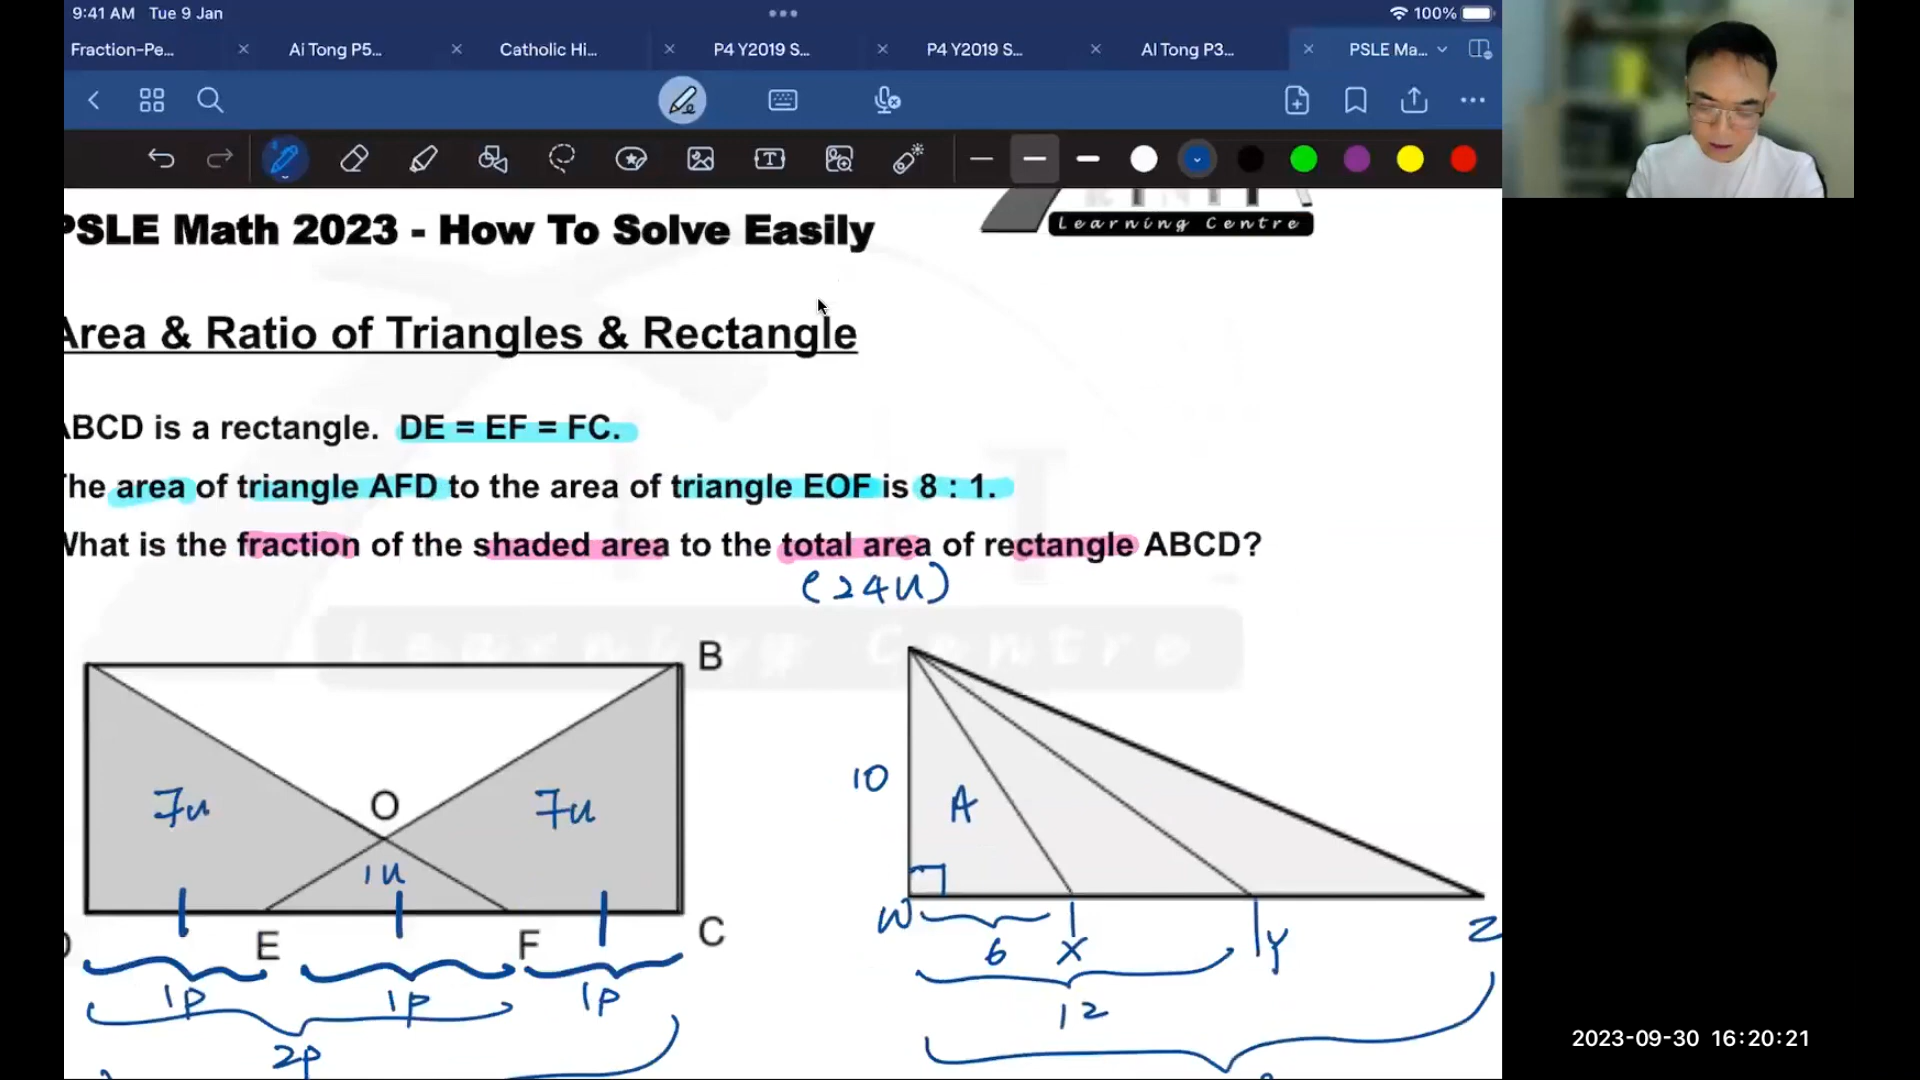 9:41 AM Tue 9 Jan
100%
Fraction-Pe...
Ai Tong P5...
Catholic Hi...
P4 Y2019 S...
P4 Y2019 S...
AI Tong P3...
PSLE Ma...
Learning Centre
PSLE Math 2023 - How To Solve Easily
Area & Ratio of Triangles & Rectangle
ABCD is a rectangle. DE = EF = FC.
The area of triangle AFD to the area of triangle EOF is 8 : 1.
What is the fraction of the shaded area to the total area of rectangle ABCD?
(24u)
Learning Centre
B
O
7u
7u
1u
10
A
D
E
F
C
W
6
X
Y
Z
1p
1p
1p
12
2p
2023-09-30 16:20:21